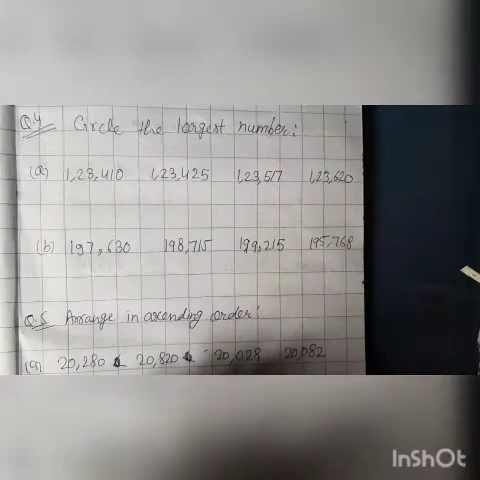 Q.4 Circle the largest number:
(a) 1,23,410 1,23,425 1,23,517 1,23,620
(b) 197,630 198,715 199,215 195,768
Q.5 Arrange in ascending order:
(a) 20,280 20,820 20,028 20,082
InShOt